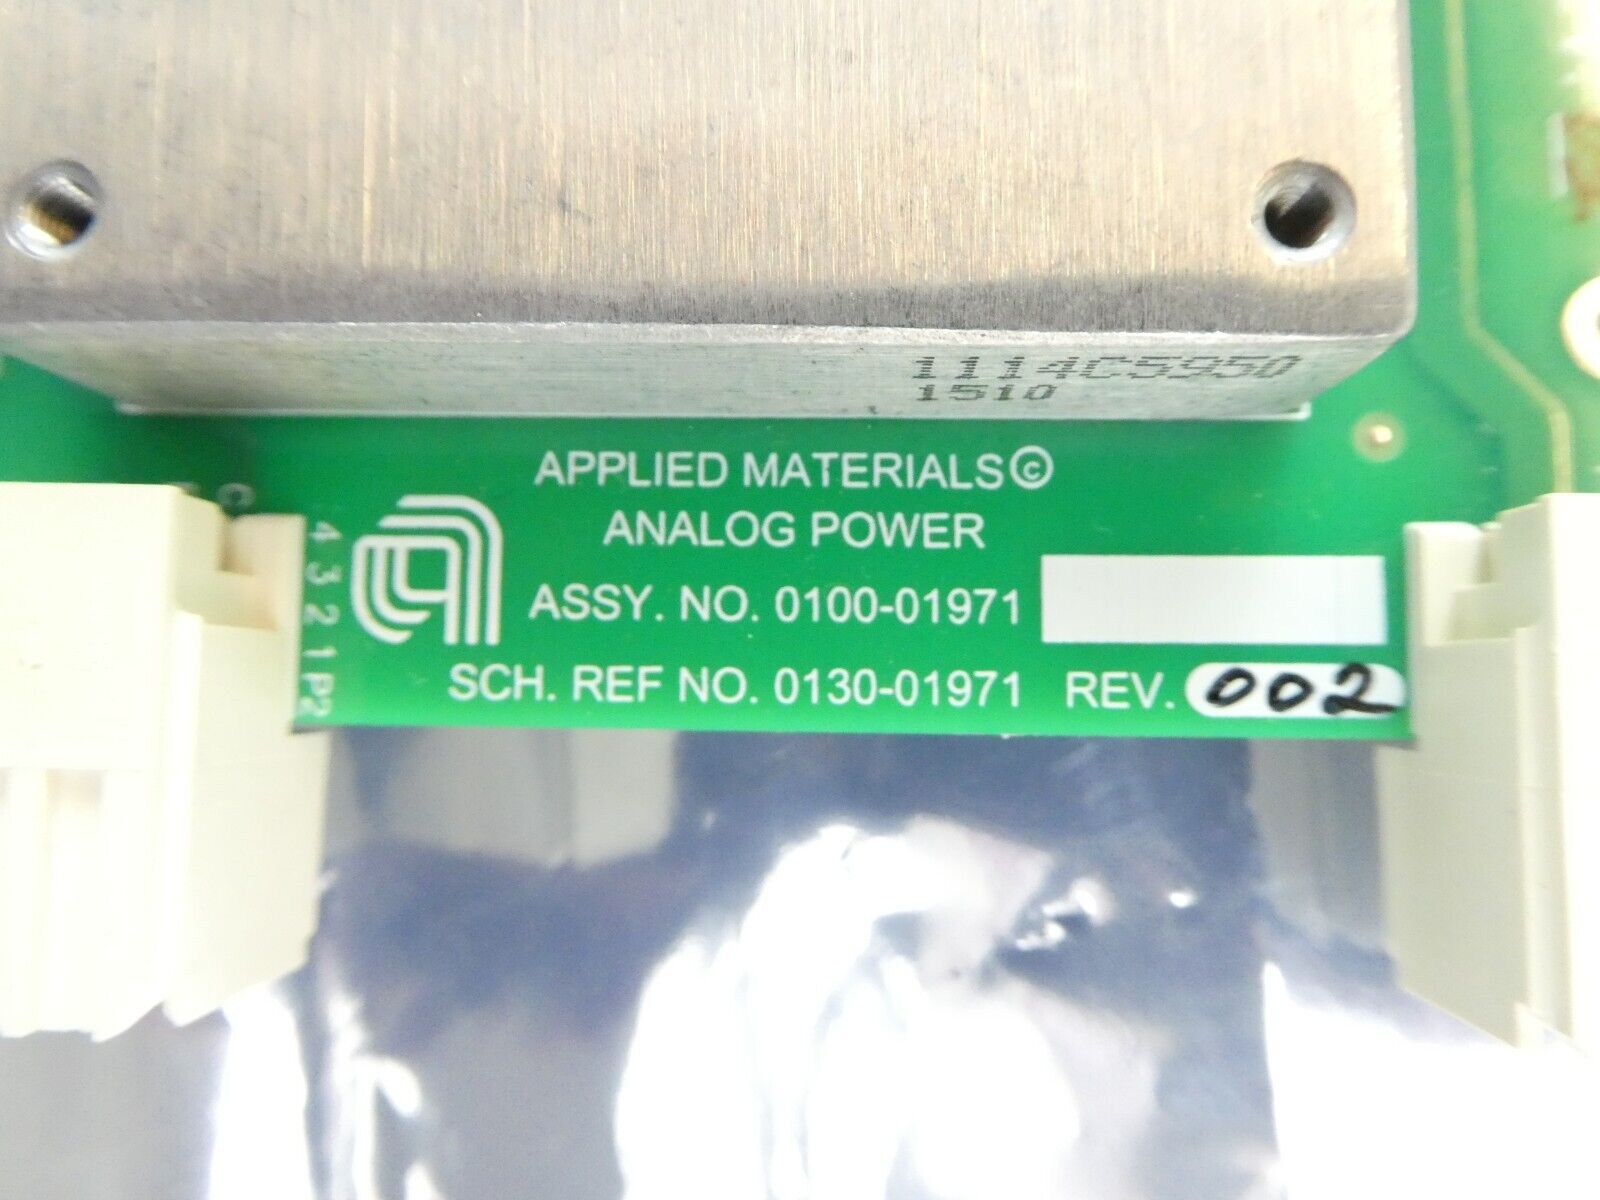 1114C5950
1510
APPLIED MATERIALS©
ANALOG POWER
ASSY. NO. 0100-01971
SCH. REF NO. 0130-01971 REV. 002
C
4 3 2 1 P2